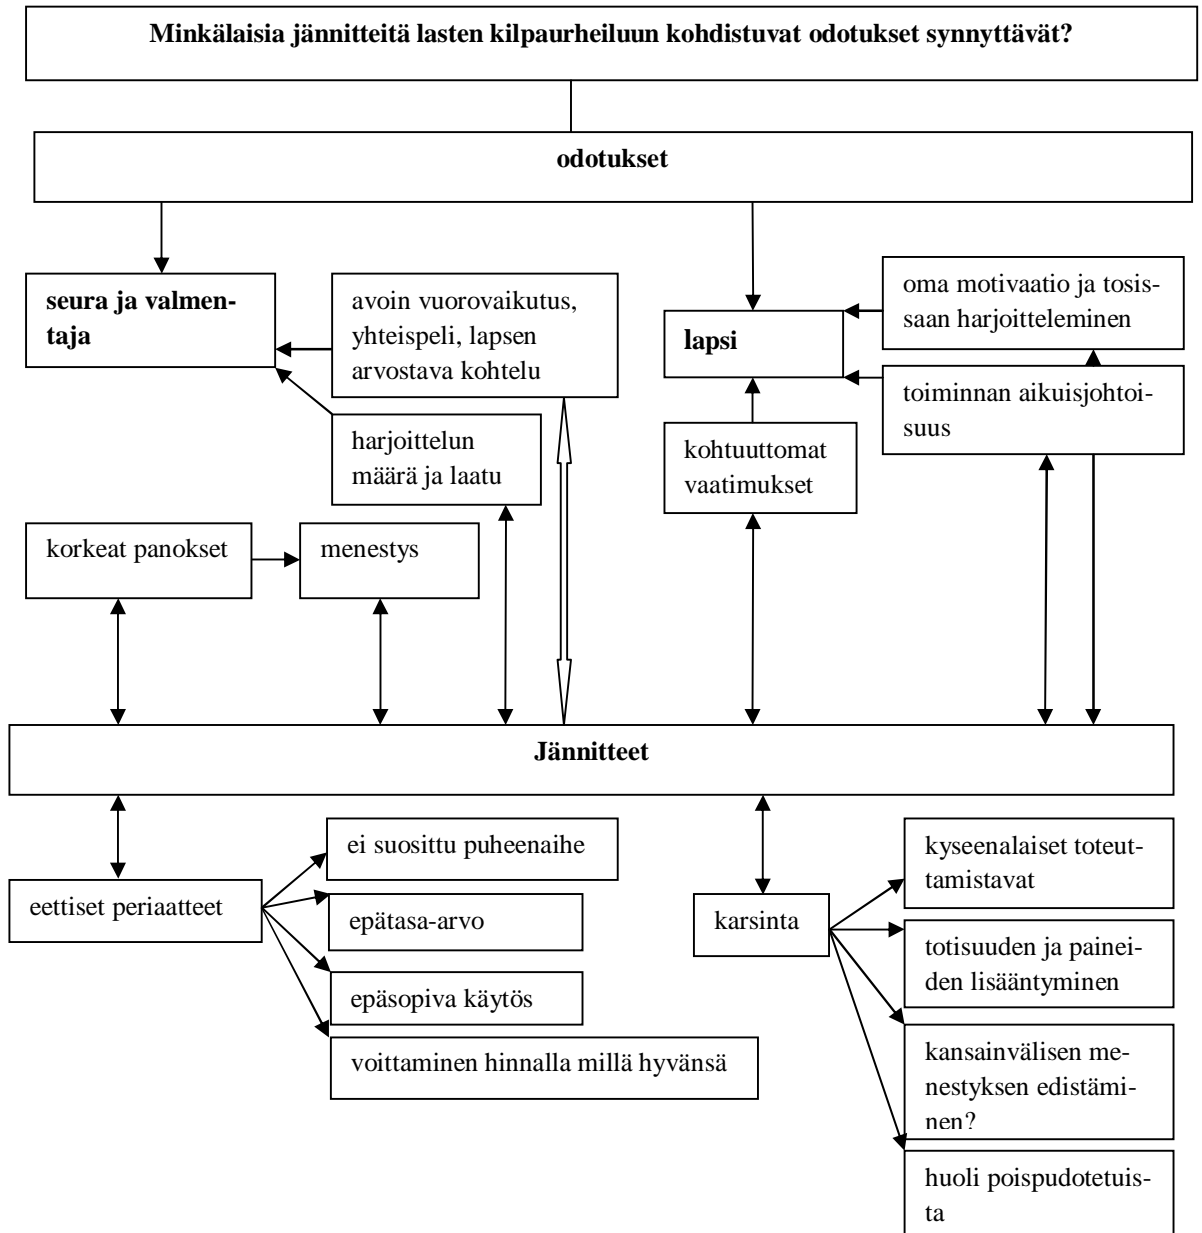 Minkälaisia jännitteitä lasten kilpaurheiluun kohdistuvat odotukset synnyttävät?
odotukset
seura ja valmen-
taja
avoin vuorovaikutus,
yhteispeli, lapsen
arvostava kohtelu
lapsi
oma motivaatio ja tosis-
saan harjoitteleminen
toiminnan aikuisjohtoi-
suus
harjoittelun
määrä ja laatu
kohtuuttomat
vaatimukset
korkeat panokset
menestys
Jännitteet
eettiset periaatteet
ei suosittu puheenaihe
epätasa-arvo
epäsopiva käytös
voittaminen hinnalla millä hyvänsä
karsinta
kyseenalaiset toteut-
tamistavat
totisuuden ja painei-
den lisääntyminen
kansainvälisen me-
nestyksen edistämi-
nen?
huoli poispudotetuis-
ta